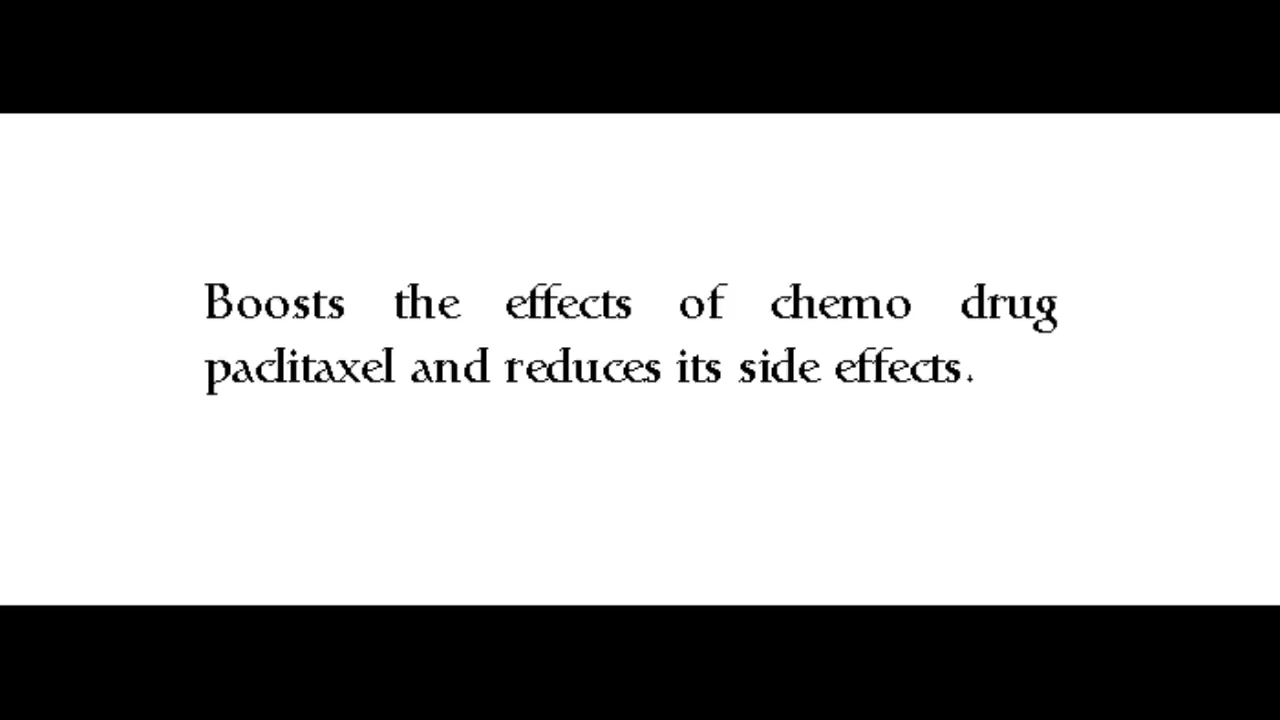 Boosts the effects of chemo drug
paclitaxel and reduces its side effects.